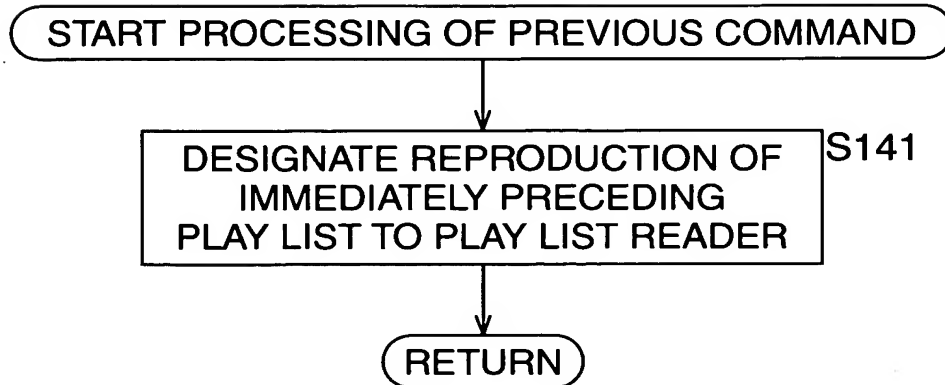 START PROCESSING OF PREVIOUS COMMAND
DESIGNATE REPRODUCTION OF
IMMEDIATELY PRECEDING
PLAY LIST TO PLAY LIST READER
S141
RETURN